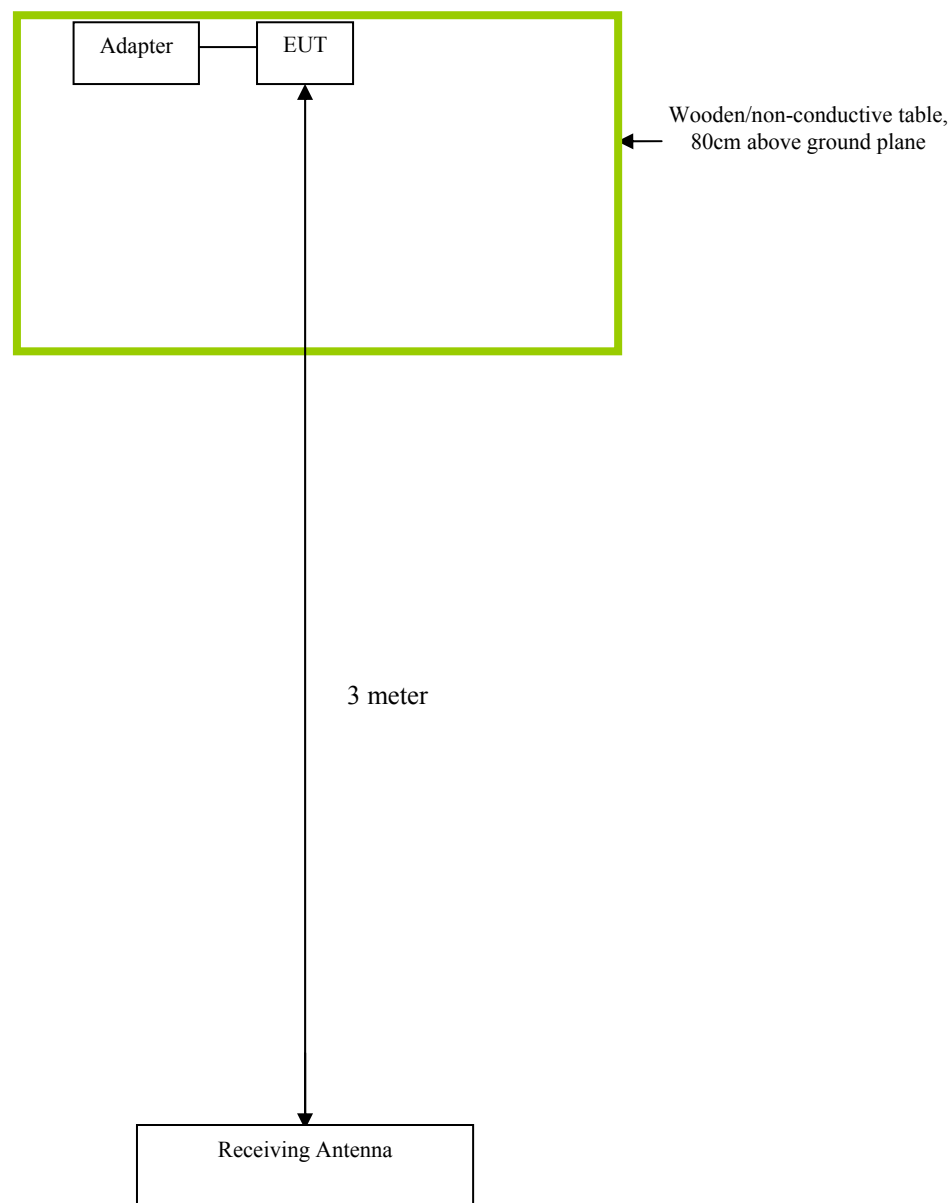 Adapter
EUT
Wooden/non-conductive table,
80cm above ground plane
3 meter
Receiving Antenna